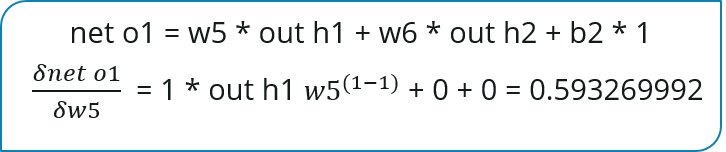 net o1 = w5 * out h1 + w6 * out h2 + b2 * 1
δnet o1 / δw5 = 1 * out h1 w5^(1−1) + 0 + 0 = 0.593269992